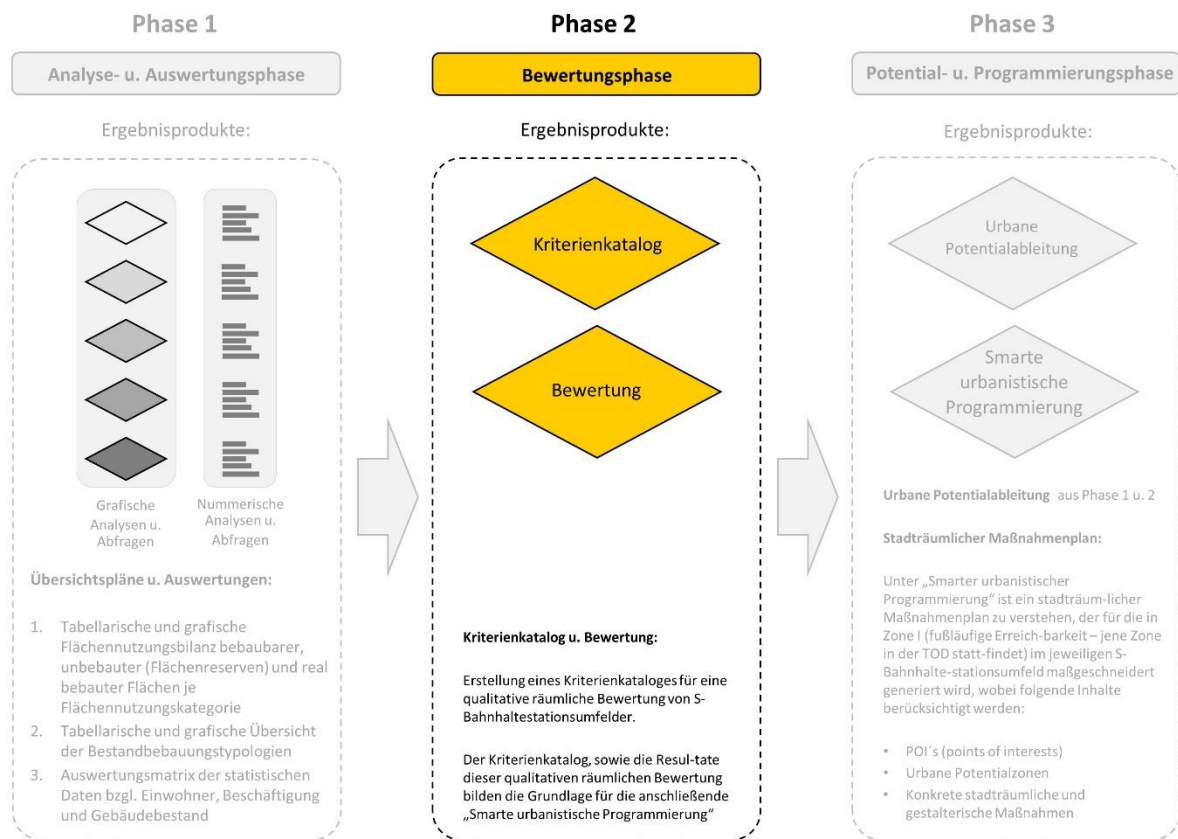 Phase 1
Analyse- u. Auswertungsphase
Ergebnisprodukte:
Grafische
Analysen u.
Abfragen
Nummerische
Analysen u.
Abfragen
Übersichtspläne u. Auswertungen:
1. Tabellarische und grafische
Flächennutzungsbilanz bebaubarer,
unbebauter (Flächenreserven) und real
bebauter Flächen je
Flächennutzungskategorie
2. Tabellarische und grafische Übersicht
der Bestandbebauungstypologien
3. Auswertungsmatrix der statistischen
Daten bzgl. Einwohner, Beschäftigung
und Gebäudebestand
Phase 2
Bewertungsphase
Ergebnisprodukte:
Kriterienkatalog
Bewertung
Kriterienkatalog u. Bewertung:
Erstellung eines Kriterienkataloges für eine
qualitative räumliche Bewertung von S-
Bahnhaltestationsumfelder.
Der Kriterienkatalog, sowie die Resul-tate
dieser qualitativen räumlichen Bewertung
bilden die Grundlage für die anschließende
„Smarte urbanistische Programmierung“
Phase 3
Potential- u. Programmierungsphase
Ergebnisprodukte:
Urbane
Potentialableitung
Smarte
urbanistische
Programmierung
Urbane Potentialableitung aus Phase 1 u. 2
Stadträumlicher Maßnahmenplan:
Unter „Smarter urbanistischer
Programmierung“ ist ein stadträum-licher
Maßnahmenplan zu verstehen, der für die in
Zone I (fußläufige Erreich-barkeit – jene Zone
in der TOD statt-findet) im jeweiligen S-
Bahnhalte-stationsumfeld maßgeschneidert
generiert wird, wobei folgende Inhalte
berücksichtigt werden:
• POI´s (points of interests)
• Urbane Potentialzonen
• Konkrete stadträumliche und
gestalterische Maßnahmen